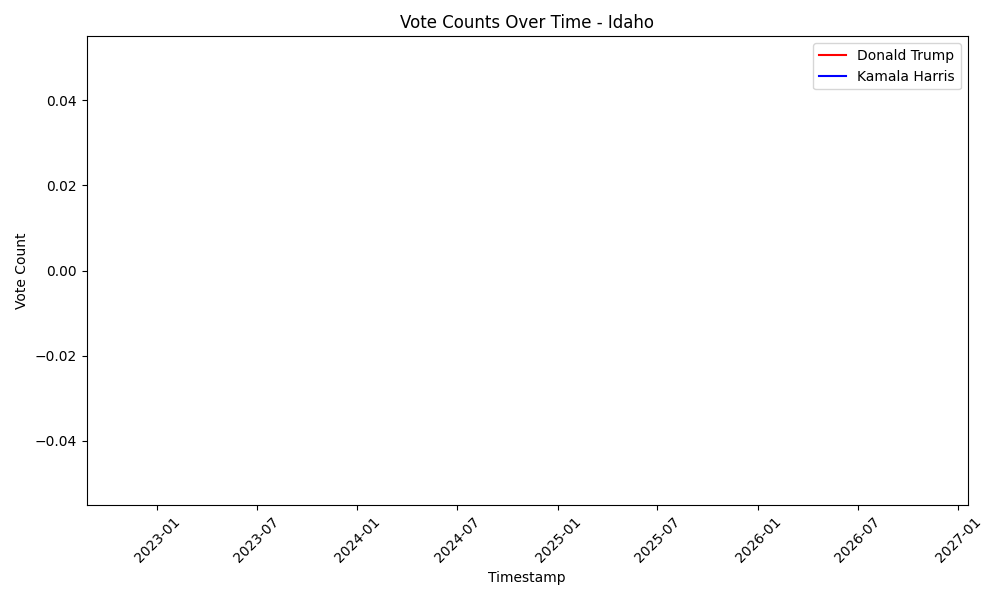 Vote Counts Over Time - Idaho
Donald Trump
Kamala Harris
0.04
0.02
0.00
−0.02
−0.04
Vote Count
2023-01
2023-07
2024-01
2024-07
2025-01
2025-07
2026-01
2026-07
2027-01
Timestamp